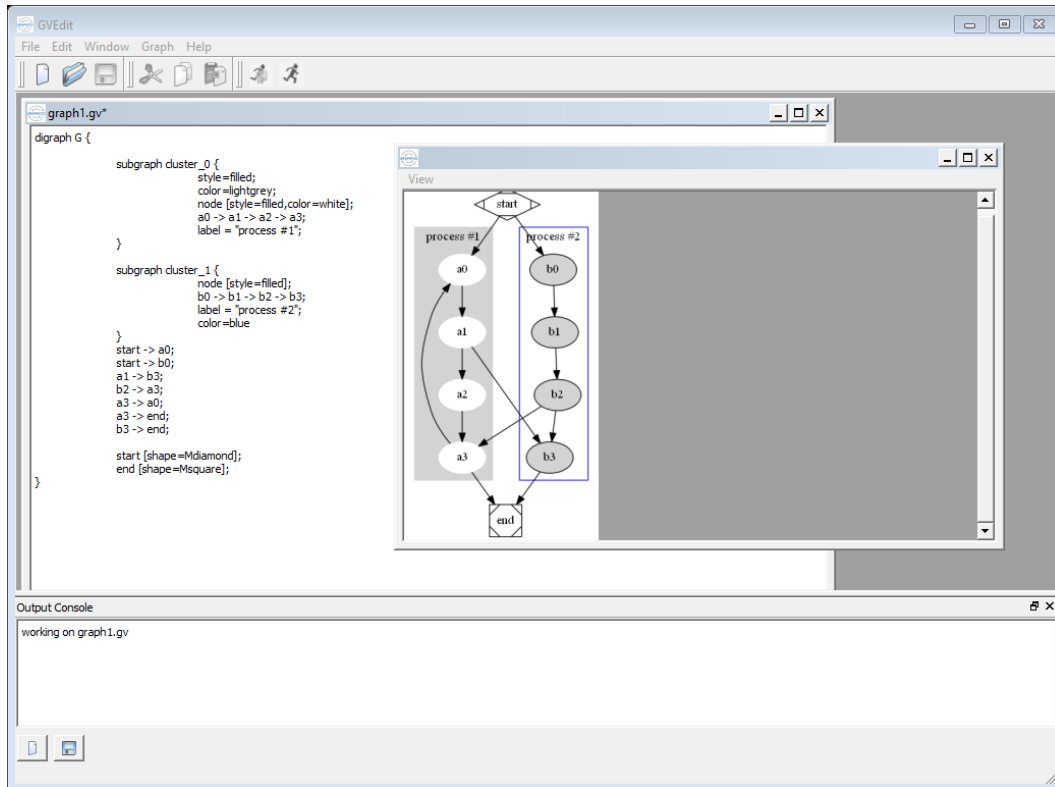 GVEdit
File Edit Window Graph Help
graph1.gv*
digraph G {
subgraph cluster_0 {
style=filled;
color=lightgrey;
node [style=filled,color=white];
a0 -> a1 -> a2 -> a3;
label = "process #1";
}
subgraph cluster_1 {
node [style=filled];
b0 -> b1 -> b2 -> b3;
label = "process #2";
color=blue
}
start -> a0;
start -> b0;
a1 -> b3;
b2 -> a3;
a3 -> a0;
a3 -> end;
b3 -> end;
start [shape=Mdiamond];
end [shape=Msquare];
}
View
start
process #1 process #2
a0 b0
a1 b1
a2 b2
a3 b3
end
Output Console
working on graph1.gv